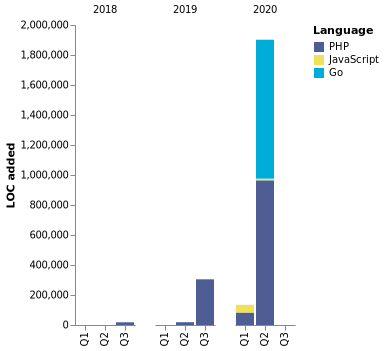 2018 2019 2020
2,000,000
1,800,000
1,600,000
1,400,000
1,200,000
1,000,000
800,000
600,000
400,000
200,000
0
LOC added
Q1 Q2 Q3 Q1 Q2 Q3 Q1 Q2 Q3
Language
PHP
JavaScript
Go